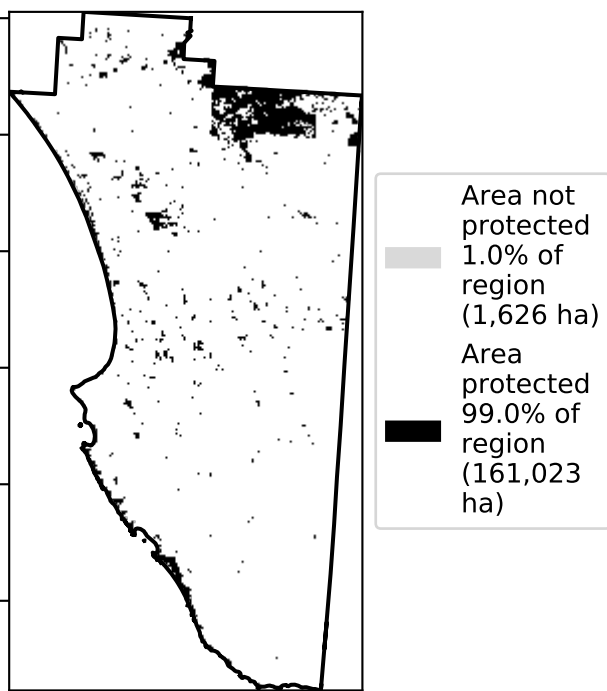 Area not
protected
1.0% of
region
(1,626 ha)
Area
protected
99.0% of
region
(161,023
ha)